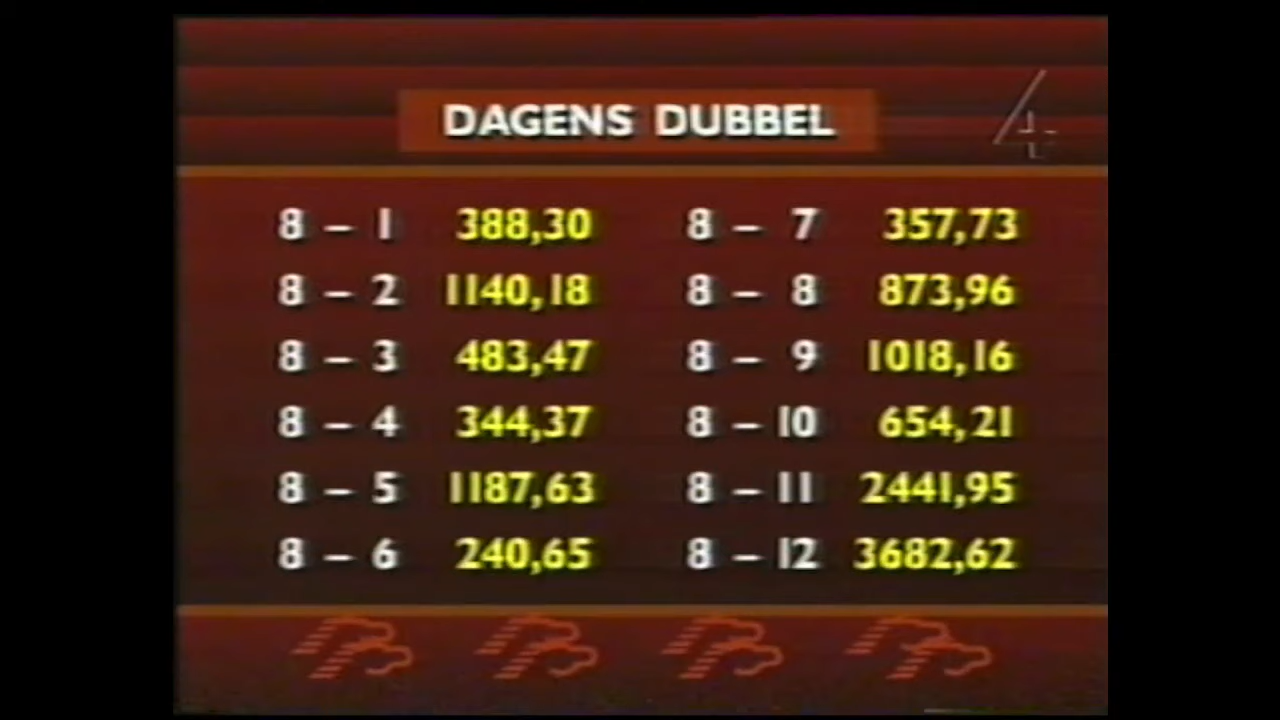 DAGENS DUBBEL
4
8 – 1 388,30 8 – 7 357,73
8 – 2 1140,18 8 – 8 873,96
8 – 3 483,47 8 – 9 1018,16
8 – 4 344,37 8 – 10 654,21
8 – 5 1187,63 8 – 11 2441,95
8 – 6 240,65 8 – 12 3682,62